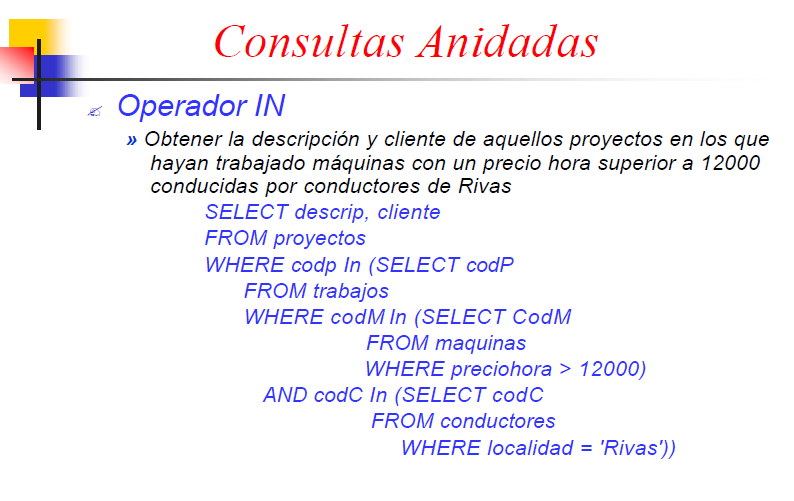 Consultas Anidadas
Operador IN
» Obtener la descripción y cliente de aquellos proyectos en los que
hayan trabajado máquinas con un precio hora superior a 12000
conducidas por conductores de Rivas
SELECT descrip, cliente
FROM proyectos
WHERE codp In (SELECT codP
FROM trabajos
WHERE codM In (SELECT CodM
FROM maquinas
WHERE preciohora > 12000)
AND codC In (SELECT codC
FROM conductores
WHERE localidad = 'Rivas'))